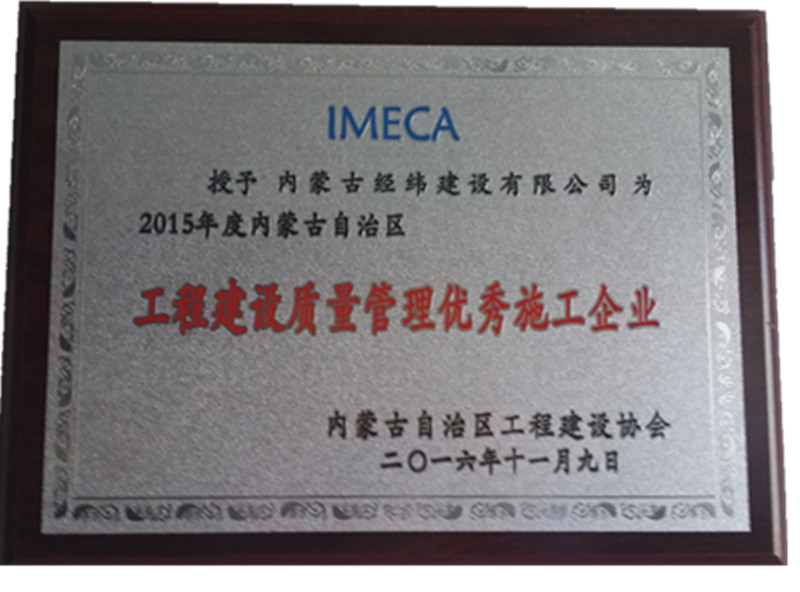 IMECA
授予 内蒙古经纬建设有限公司 为
2015年度内蒙古自治区
工程建设质量管理优秀施工企业
内蒙古自治区工程建设协会
二〇一六年十一月九日